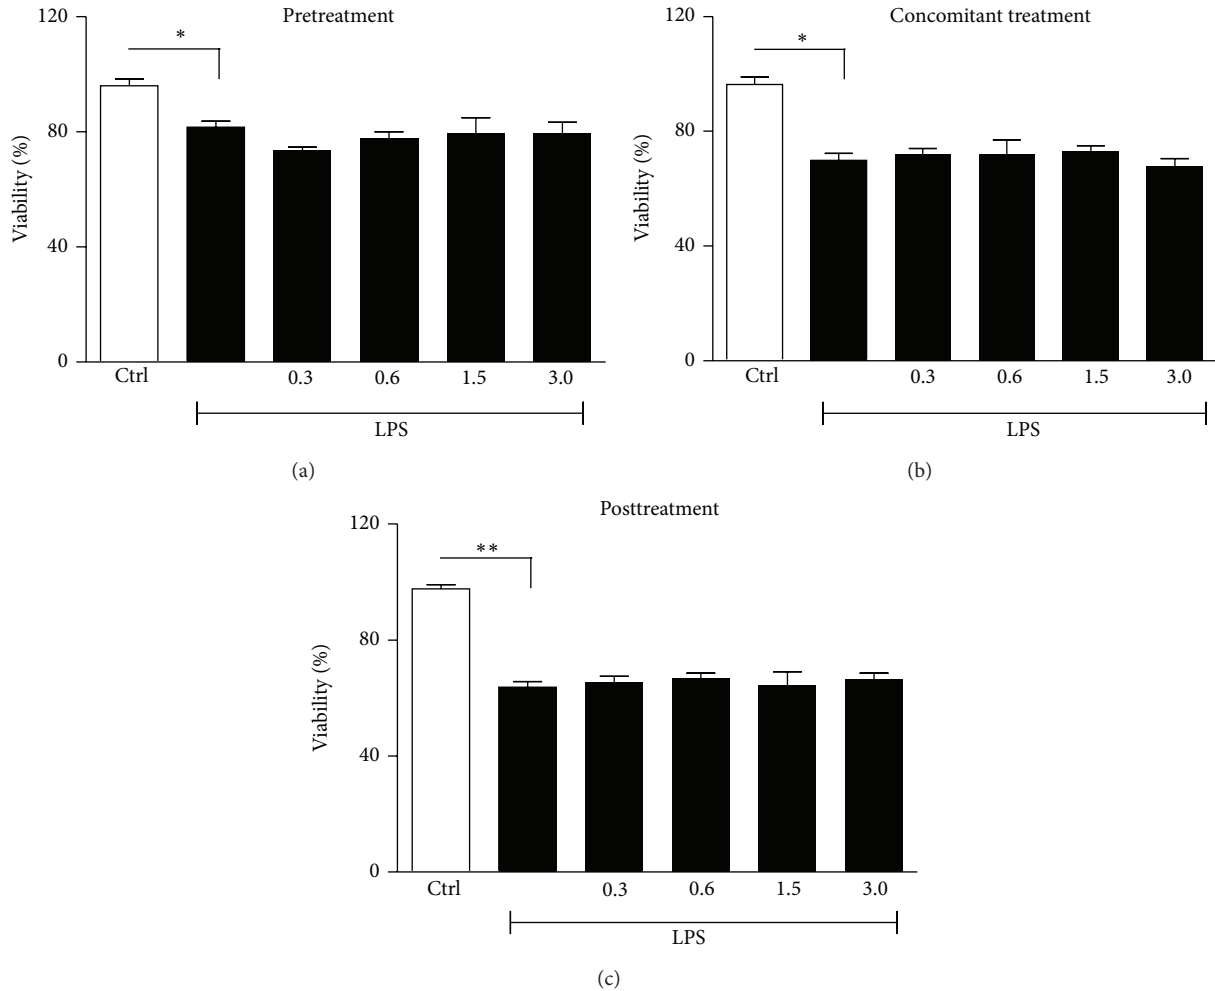 Pretreatment
120
80
40
0
Viability (%)
*
Ctrl 0.3 0.6 1.5 3.0
LPS
(a)
Concomitant treatment
120
80
40
0
Viability (%)
*
Ctrl 0.3 0.6 1.5 3.0
LPS
(b)
Posttreatment
120
80
40
0
Viability (%)
**
Ctrl 0.3 0.6 1.5 3.0
LPS
(c)